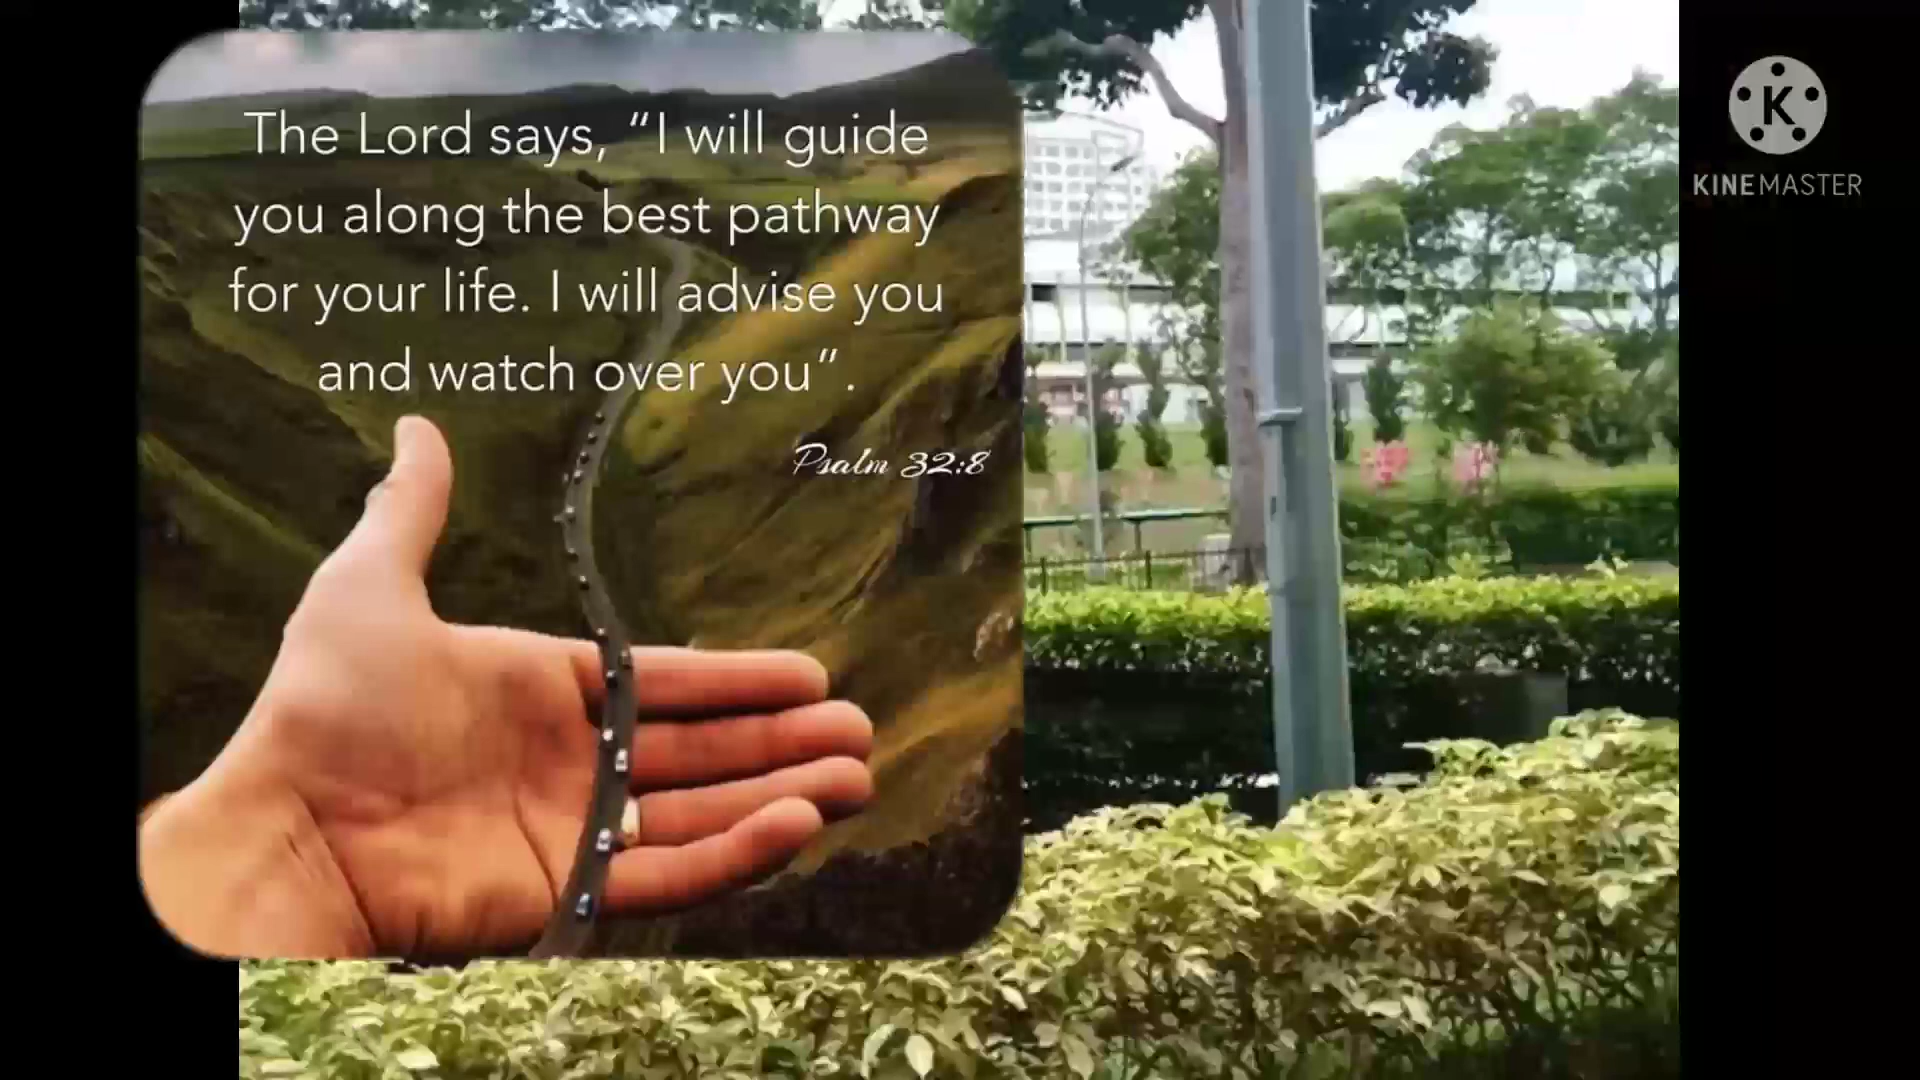 The Lord says, “I will guide
you along the best pathway
for your life. I will advise you
and watch over you”.
Psalm 32:8
K
KINEMASTER